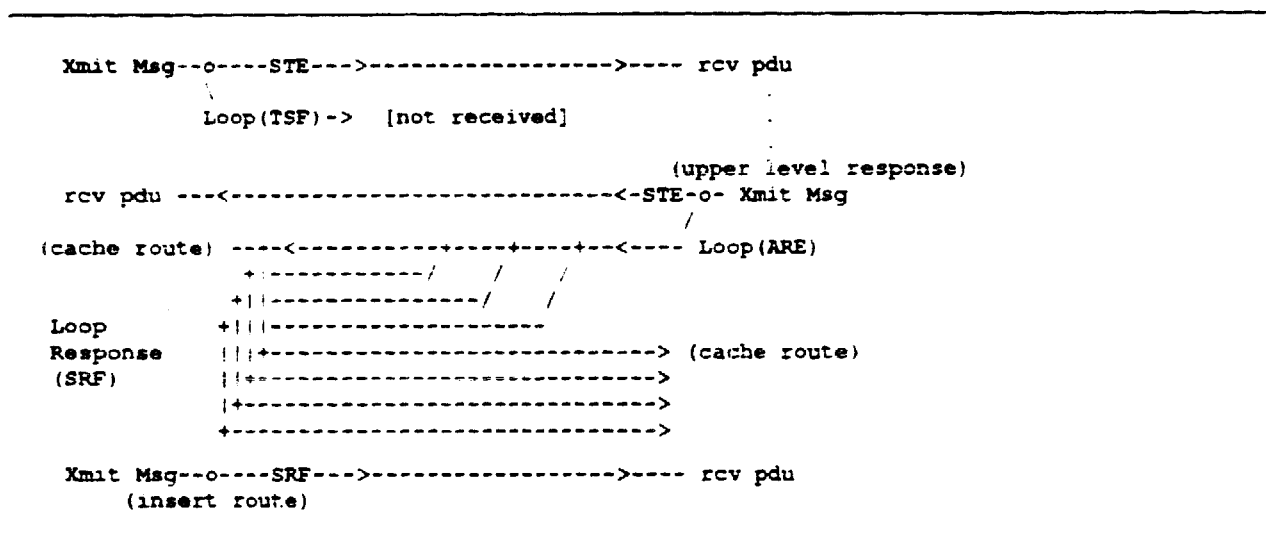 Xmit Msg--o----STE--->------------------>---- rcv pdu
Loop(TSF)-> [not received]
(upper level response)
rcv pdu ---<-----------------------------<-STE-o- Xmit Msg
(cache route) ----<-----------+----+----+--<---- Loop(ARE)
Loop
Response (cache route)
(SRF)
Xmit Msg--o----SRF--->------------------>---- rcv pdu
(insert route)